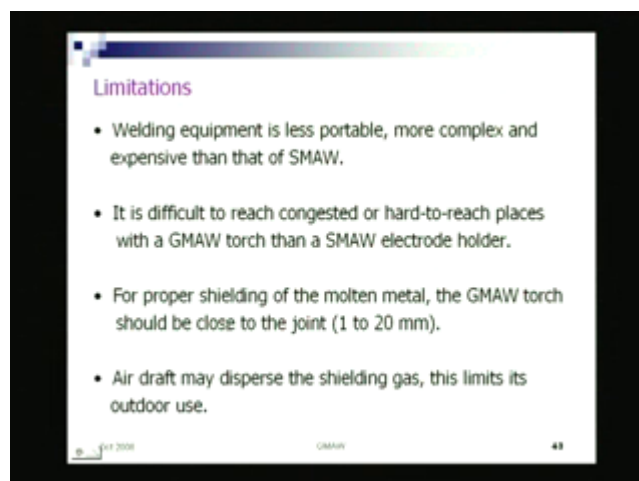 Limitations
• Welding equipment is less portable, more complex and
expensive than that of SMAW.
• It is difficult to reach congested or hard-to-reach places
with a GMAW torch than a SMAW electrode holder.
• For proper shielding of the molten metal, the GMAW torch
should be close to the joint (1 to 20 mm).
• Air draft may disperse the shielding gas, this limits its
outdoor use.
GMAW
43